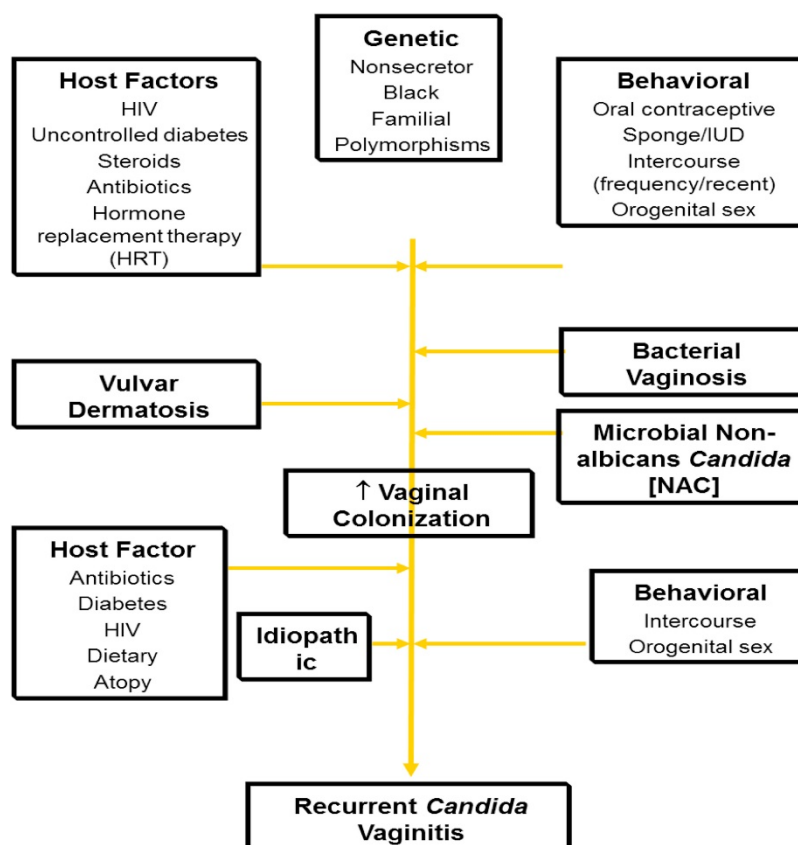 Genetic
Nonsecretor
Black
Familial
Polymorphisms
Host Factors
HIV
Uncontrolled diabetes
Steroids
Antibiotics
Hormone
replacement therapy
(HRT)
Behavioral
Oral contraceptive
Sponge/IUD
Intercourse
(frequency/recent)
Orogenital sex
Bacterial
Vaginosis
Vulvar
Dermatosis
Microbial Non-
albicans Candida
[NAC]
↑ Vaginal
Colonization
Host Factor
Antibiotics
Diabetes
HIV
Dietary
Atopy
Idiopath
ic
Behavioral
Intercourse
Orogenital sex
Recurrent Candida
Vaginitis